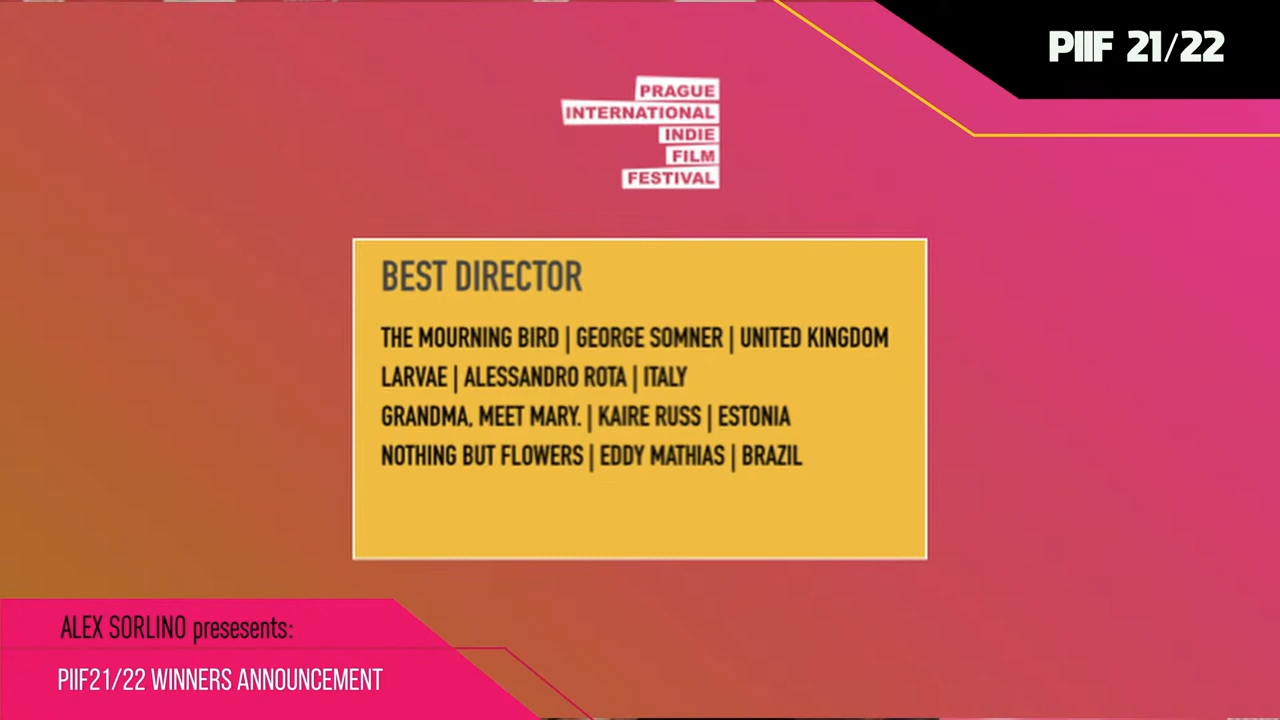 PIIF 21/22
PRAGUE
INTERNATIONAL
INDIE
FILM
FESTIVAL
BEST DIRECTOR
THE MOURNING BIRD | GEORGE SOMNER | UNITED KINGDOM
LARVAE | ALESSANDRO ROTA | ITALY
GRANDMA, MEET MARY. | KAIRE RUSS | ESTONIA
NOTHING BUT FLOWERS | EDDY MATHIAS | BRAZIL
ALEX SORLINO presesents:
PIIF21/22 WINNERS ANNOUNCEMENT